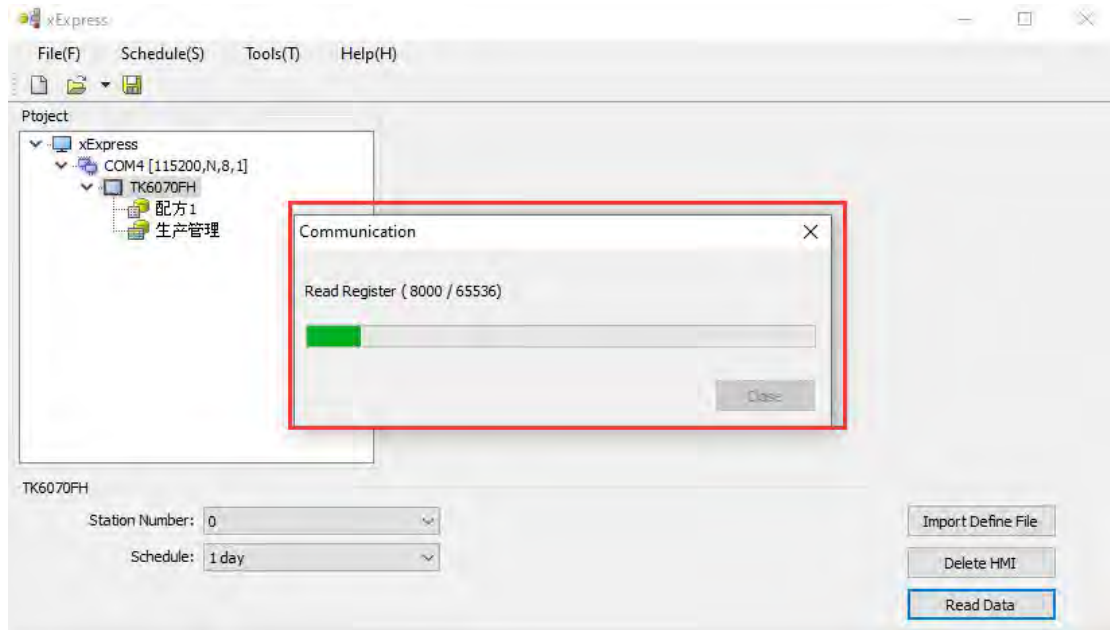 xExpress
File(F) Schedule(S) Tools(T) Help(H)
Ptoject
xExpress
COM4 [115200,N,8,1]
TK6070FH
配方1
生产管理
Communication
Read Register ( 8000 / 65536)
Close
TK6070FH
Station Number: 0
Schedule: 1 day
Import Define File
Delete HMI
Read Data